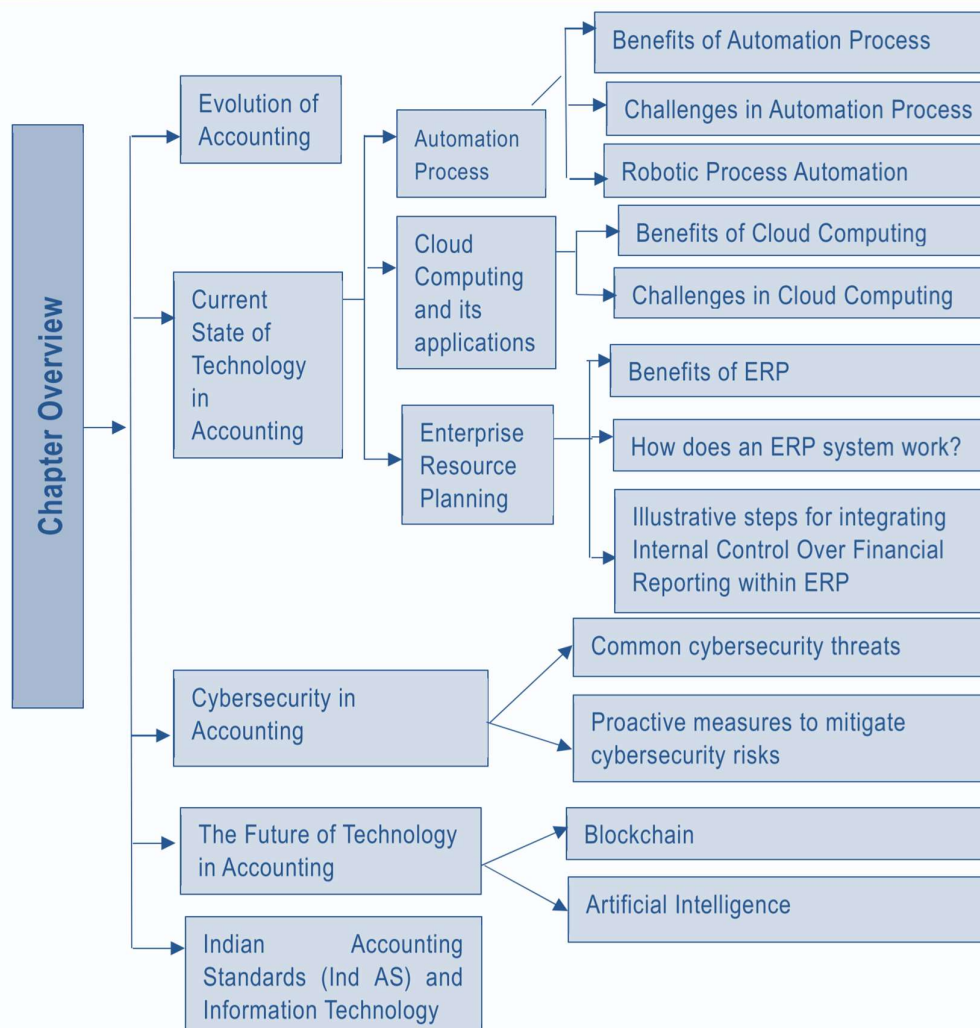 Chapter Overview
Evolution of
Accounting
Current
State of
Technology
in
Accounting
Automation
Process
Benefits of Automation Process
Challenges in Automation Process
Robotic Process Automation
Cloud
Computing
and its
applications
Benefits of Cloud Computing
Challenges in Cloud Computing
Enterprise
Resource
Planning
Benefits of ERP
How does an ERP system work?
Illustrative steps for integrating
Internal Control Over Financial
Reporting within ERP
Cybersecurity in
Accounting
Common cybersecurity threats
Proactive measures to mitigate
cybersecurity risks
The Future of Technology
in Accounting
Blockchain
Artificial Intelligence
Indian Accounting
Standards (Ind AS) and
Information Technology